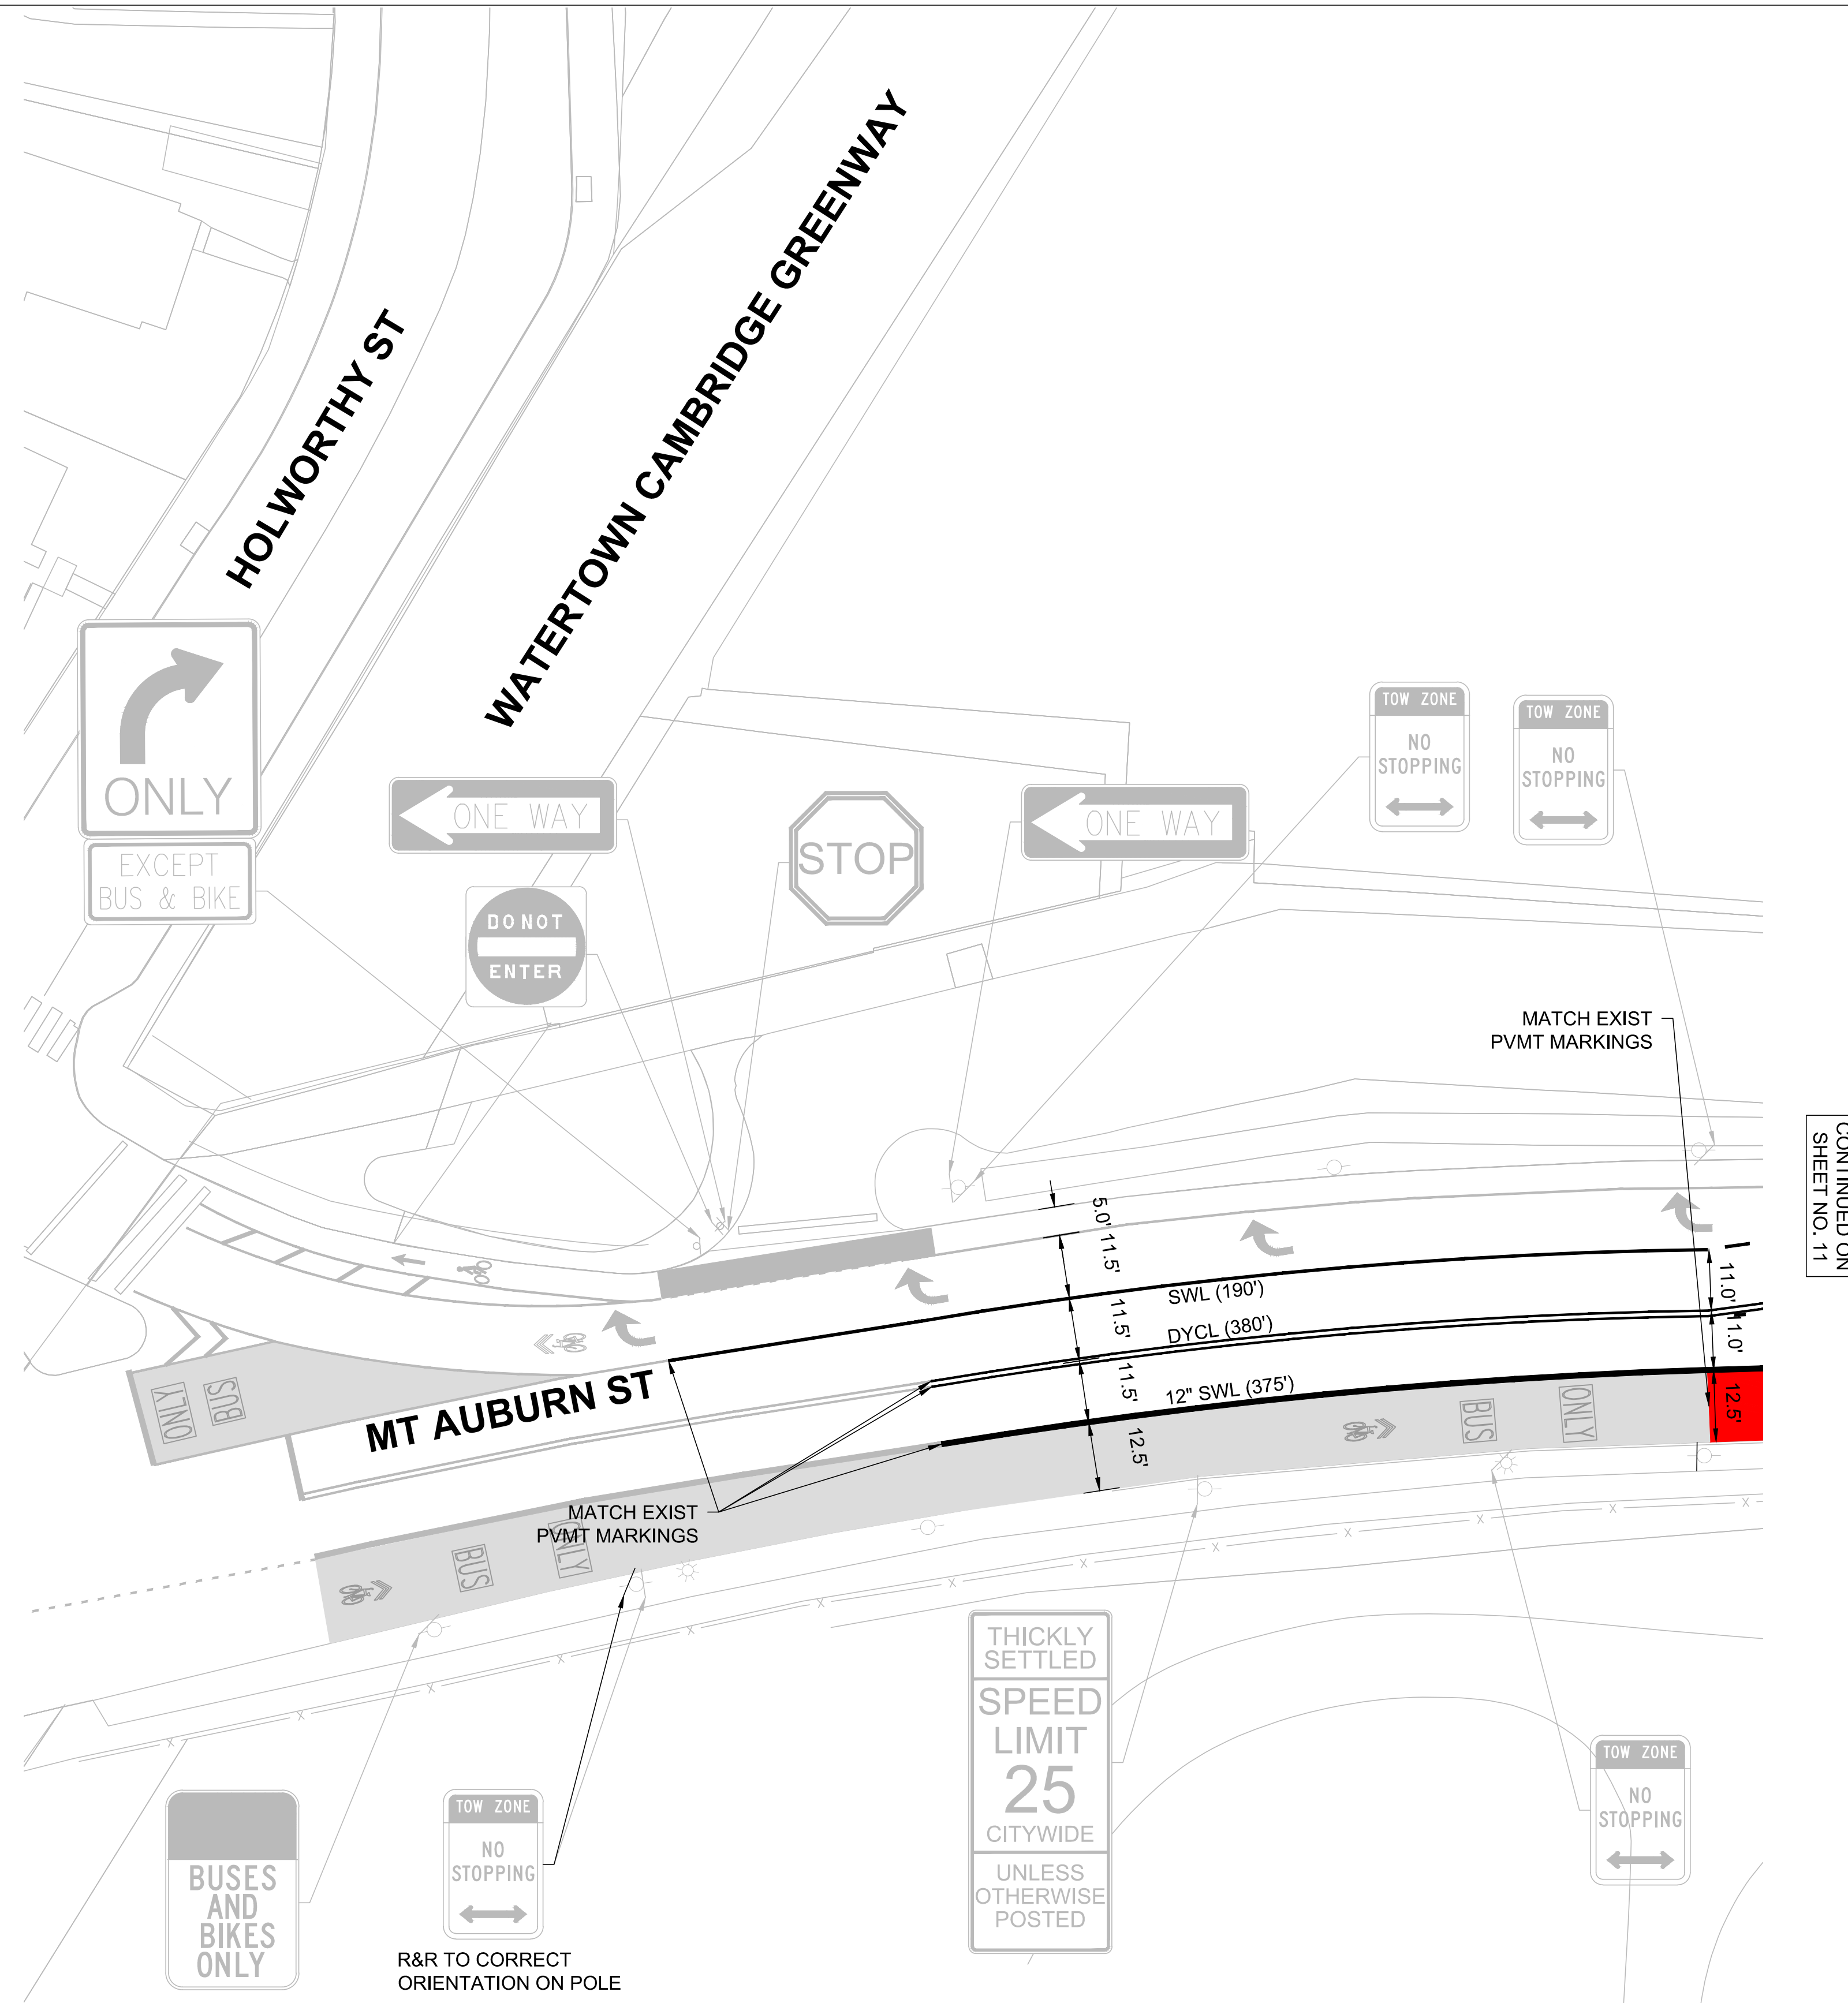 HOLWORTHY ST
WATERTOWN CAMBRIDGE GREENWAY
ONLY
EXCEPT
BUS & BIKE
ONE WAY
DO NOT
ENTER
STOP
ONE WAY
TOW ZONE
NO
STOPPING
TOW ZONE
NO
STOPPING
MATCH EXIST
PVMT MARKINGS
CONTINUED ON
SHEET NO. 11
5.0'
11.5'
11.5'
11.5'
12.5'
SWL (190')
DYCL (380')
12" SWL (375')
11.0'
11.0'
12.5'
BUS
ONLY
BUS
ONLY
MT AUBURN ST
MATCH EXIST
PVMT MARKINGS
BUS
ONLY
BUSES
AND
BIKES
ONLY
TOW ZONE
NO
STOPPING
R&R TO CORRECT
ORIENTATION ON POLE
THICKLY
SETTLED
SPEED
LIMIT
25
CITYWIDE
UNLESS
OTHERWISE
POSTED
TOW ZONE
NO
STOPPING